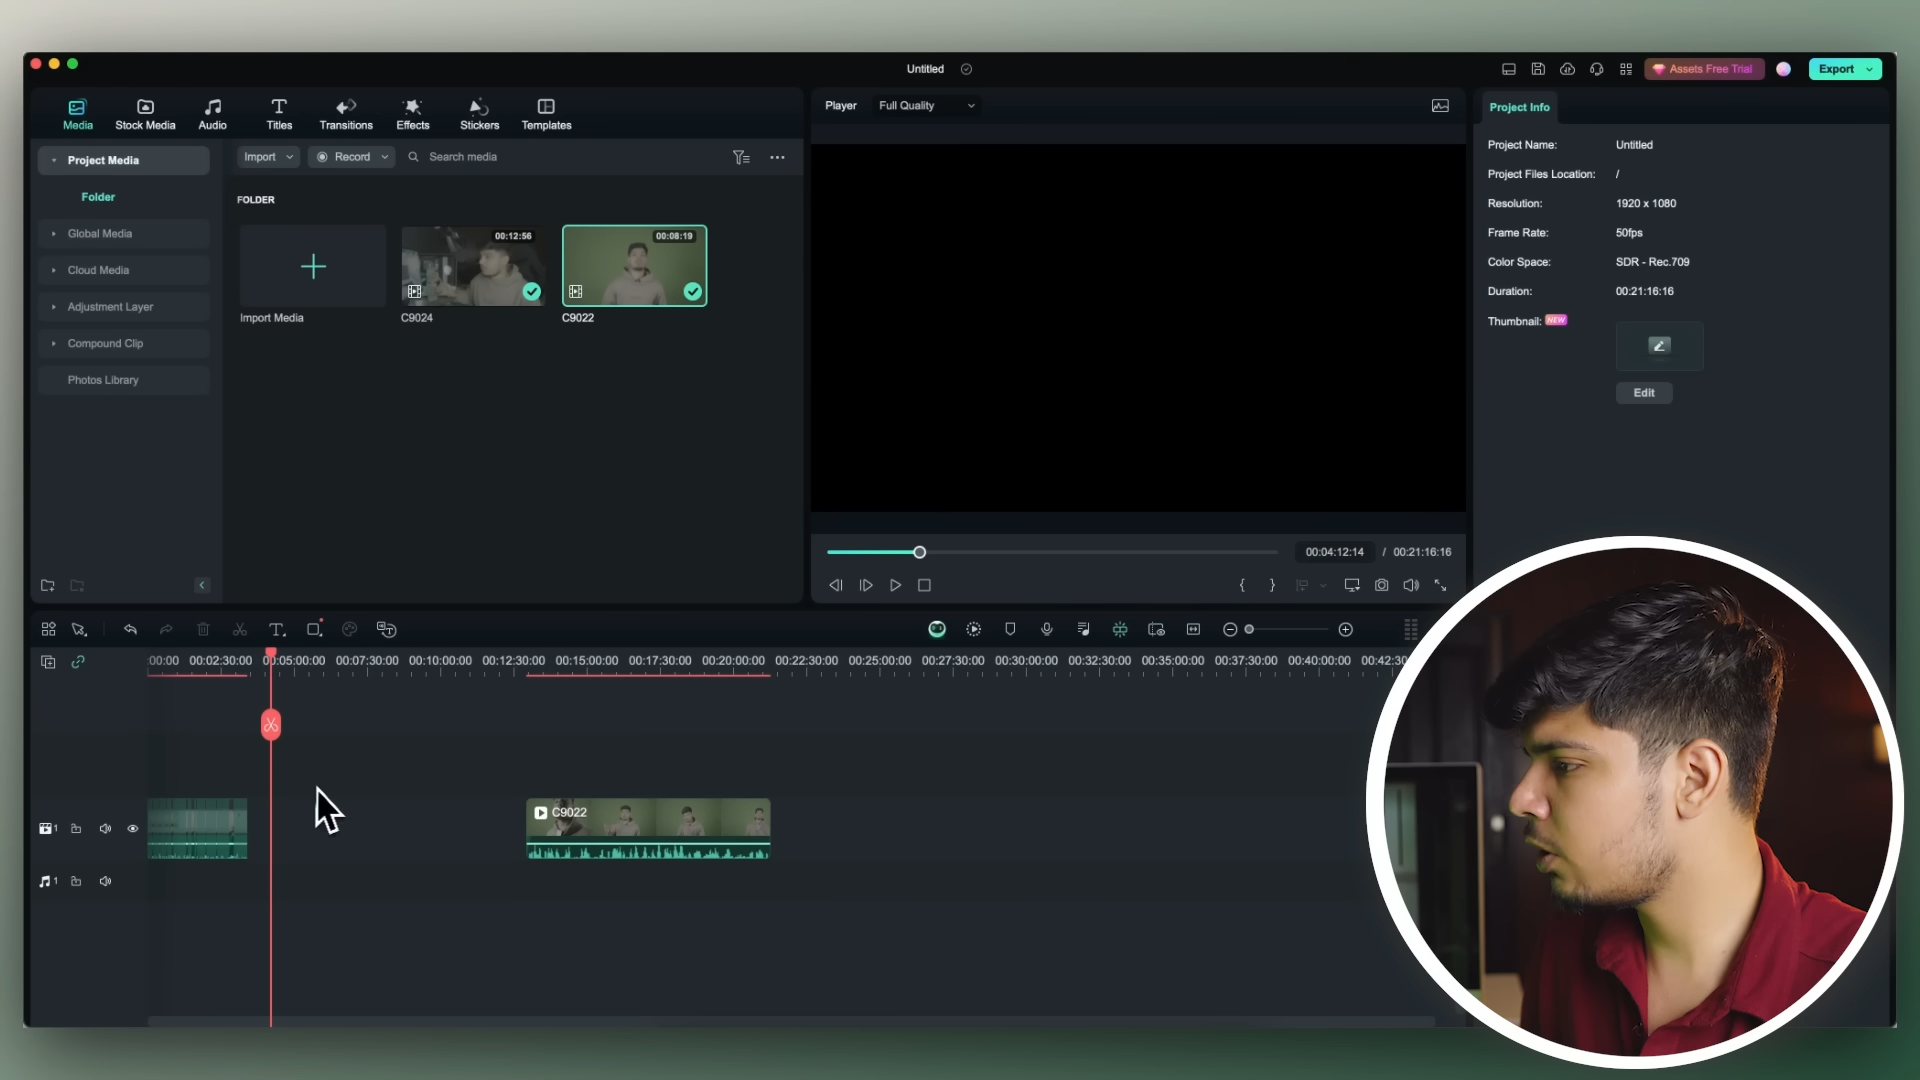 Untitled
Assets Free Trial
Export
Media
Stock Media
Audio
Titles
Transitions
Effects
Stickers
Templates
Player
Full Quality
Project Info
Project Media
Folder
Global Media
Cloud Media
Adjustment Layer
Compound Clip
Photos Library
Import
Record
Search media
FOLDER
Import Media
00:12:56
C9024
00:08:19
C9022
Project Name: Untitled
Project Files Location: /
Resolution: 1920 x 1080
Frame Rate: 50fps
Color Space: SDR - Rec.709
Duration: 00:21:16:16
Thumbnail: NEW
Edit
00:04:12:14 / 00:21:16:16
:00:00 00:02:30:00 00:05:00:00 00:07:30:00 00:10:00:00 00:12:30:00 00:15:00:00 00:17:30:00 00:20:00:00 00:22:30:00 00:25:00:00 00:27:30:00 00:30:00:00 00:32:30:00 00:35:00:00 00:37:30:00 00:40:00:00 00:42:30
C9022
1
1